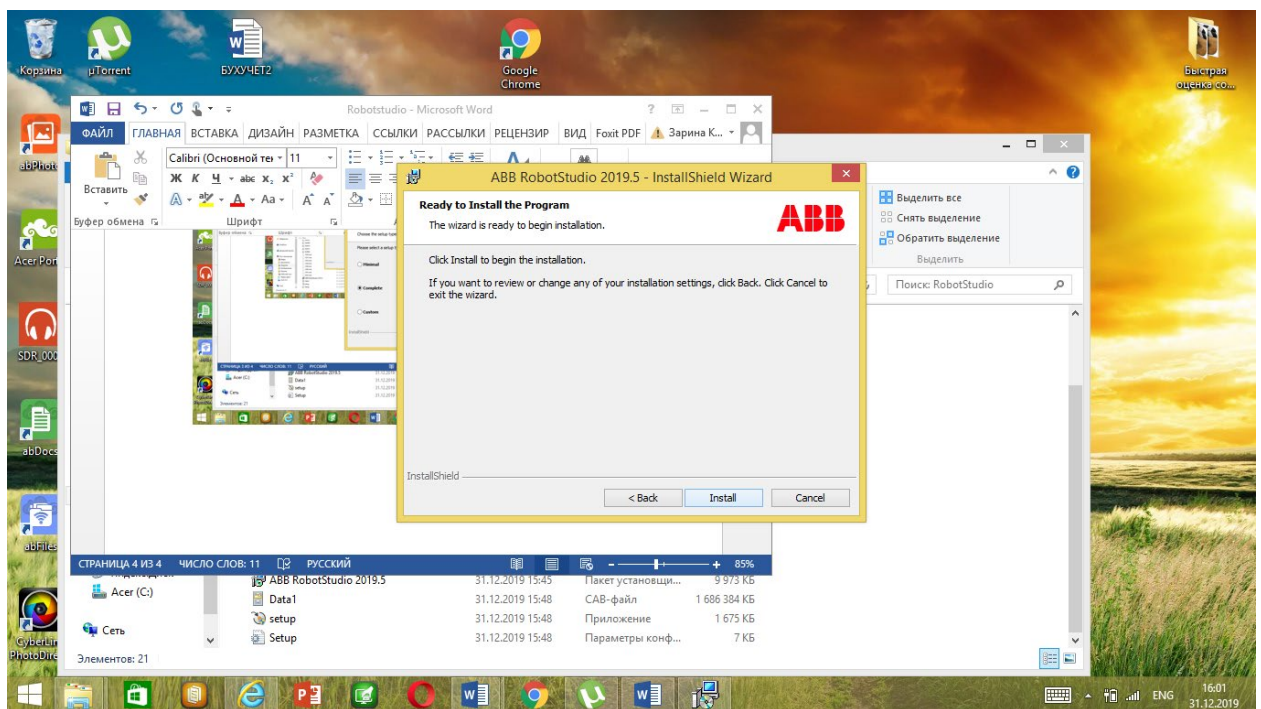 Корзина
µTorrent
БУХУЧЕТ2
Google Chrome
Быстрая оценка со...
abPhoto
Acer Por
SDR_000
abDocs
abFiles
CyberLin
PhotoDire
Robotstudio - Microsoft Word
ФАЙЛ ГЛАВНАЯ ВСТАВКА ДИЗАЙН РАЗМЕТКА ССЫЛКИ РАССЫЛКИ РЕЦЕНЗИР ВИД Foxit PDF Зарина К...
Calibri (Основной тек 11
Вставить
Ж К Ч abc x₂ x²
Aa
Буфер обмена
Шрифт
ABB RobotStudio 2019.5 - InstallShield Wizard
Ready to Install the Program
The wizard is ready to begin installation.
ABB
Click Install to begin the installation.
If you want to review or change any of your installation settings, click Back. Click Cancel to
exit the wizard.
InstallShield
< Back Install Cancel
Выделить все
Снять выделение
Обратить выделение
Выделить
Поиск: RobotStudio
Minimal
Complete
Custom
СТРАНИЦА 4 ИЗ 4 ЧИСЛО СЛОВ: 11 РУССКИЙ 85%
ABB RobotStudio 2019.5 31.12.2019 15:45 Пакет установщи... 9 973 КБ
Acer (C:)
Data1 31.12.2019 15:48 CAB-файл 1 686 384 КБ
setup 31.12.2019 15:48 Приложение 1 675 КБ
Сеть
Setup 31.12.2019 15:48 Параметры конф... 7 КБ
Элементов: 21
ENG
16:01
31.12.2019